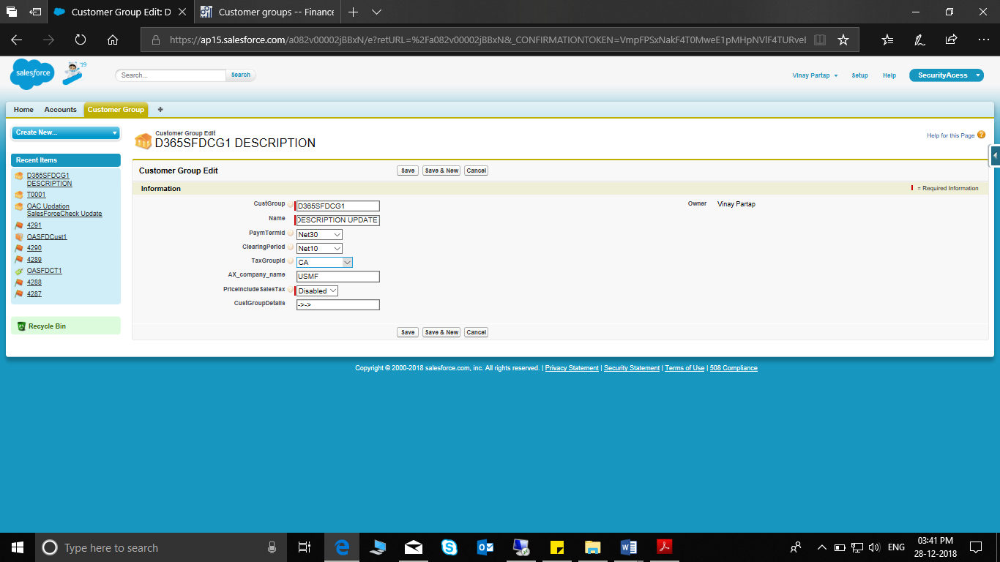 Customer Group Edit: D
Customer groups -- Finance
https://ap15.salesforce.com/a082v00002jBBxN/e?retURL=%2Fa082v00002jBBxN&_CONFIRMATIONTOKEN=VmpFPSxNakF4T0MweE1pMHpNVlF4TURveE
salesforce
'19
Search...
Search
Vinay Partap
Setup
Help
SecurityAcess
Home
Accounts
Customer Group
+
Create New...
Recent Items
D365SFDCG1
DESCRIPTION
T0001
OAC Updation
SalesForceCheck Update
4291
OASFDCust1
4290
4289
OASFDCT1
4288
4287
Recycle Bin
Customer Group Edit
D365SFDCG1 DESCRIPTION
Help for this Page ?
Customer Group Edit
Save
Save & New
Cancel
Information
= Required Information
CustGroup D365SFDCG1
Owner Vinay Partap
Name DESCRIPTION UPDATE
PaymTermId Net30
ClearingPeriod Net10
TaxGroupId CA
AX_company_name USMF
PriceIncludeSalesTax Disabled
CustGroupDetails ->->
Save
Save & New
Cancel
Copyright © 2000-2018 salesforce.com, inc. All rights reserved. | Privacy Statement | Security Statement | Terms of Use | 508 Compliance
Type here to search
ENG
03:41 PM
28-12-2018